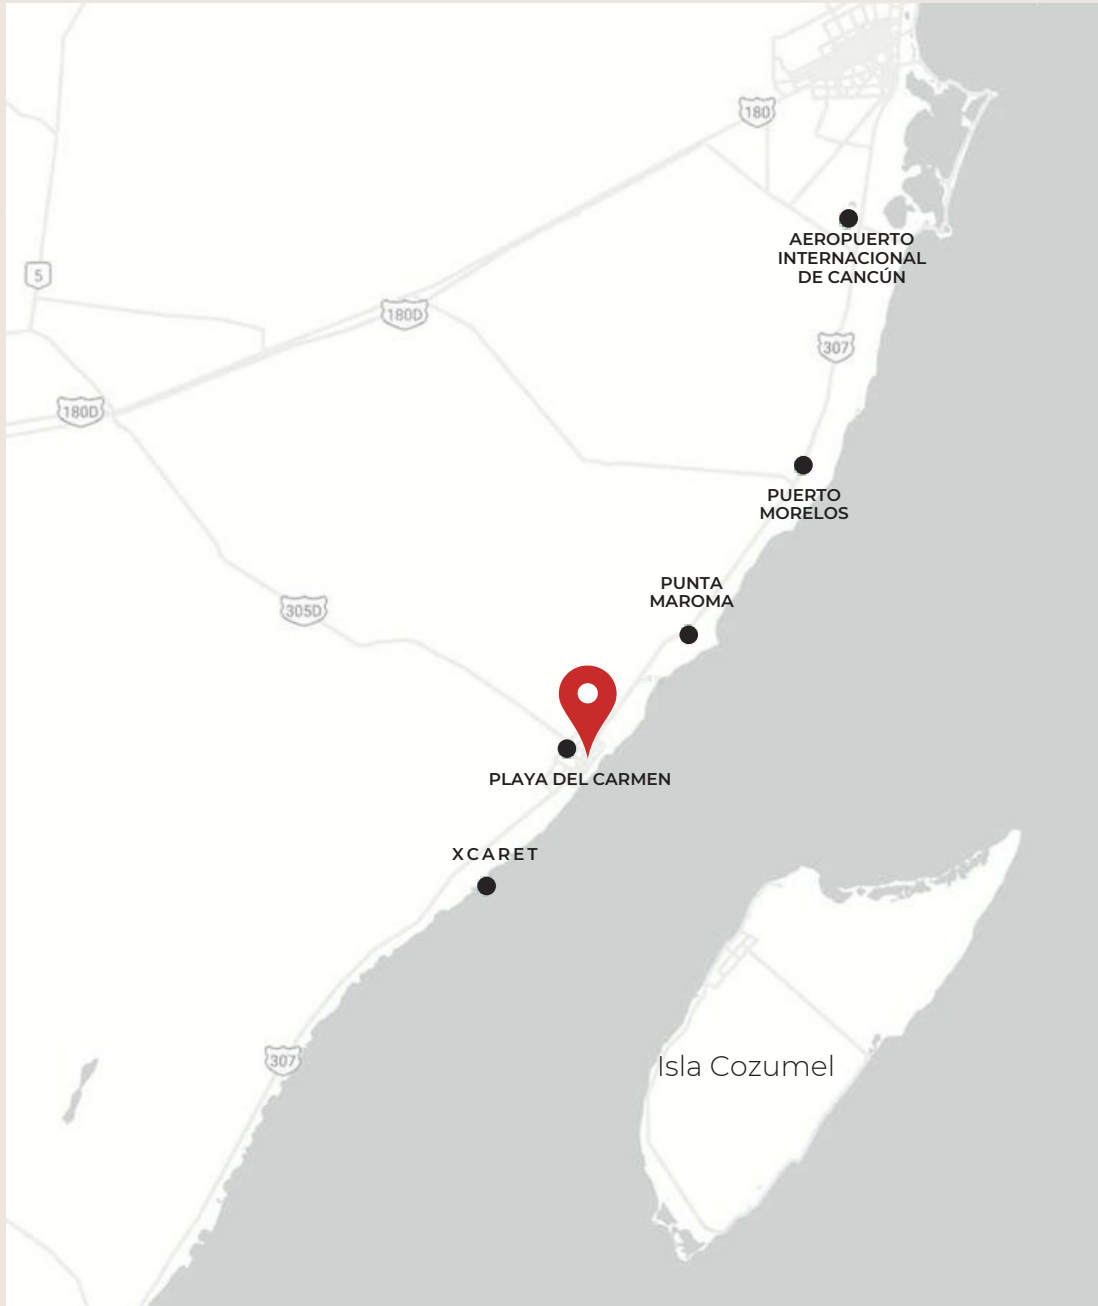 180
AEROPUERTO
INTERNACIONAL
DE CANCÚN
5
180D
307
180D
PUERTO
MORELOS
PUNTA
MAROMA
305D
PLAYA DEL CARMEN
XCARET
Isla Cozumel
307